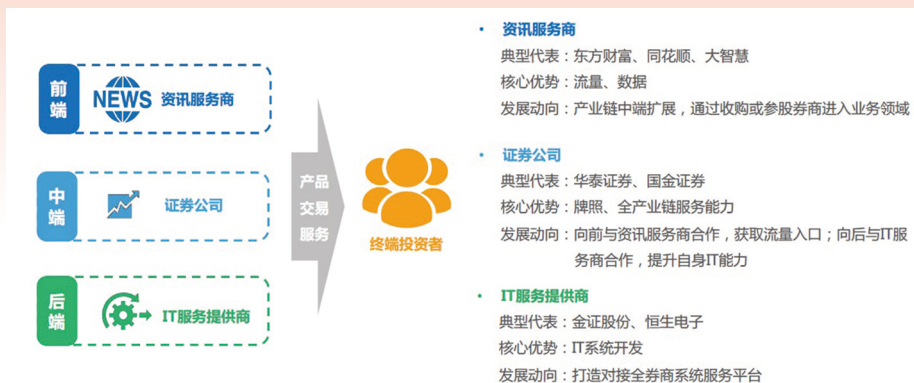 前端
NEWS 资讯服务商
中端
证券公司
后端
IT服务提供商
产品
交易
服务
终端投资者
• 资讯服务商
典型代表：东方财富、同花顺、大智慧
核心优势：流量、数据
发展动向：产业链中端扩展，通过收购或参股券商进入业务领域
• 证券公司
典型代表：华泰证券、国金证券
核心优势：牌照、全产业链服务能力
发展动向：向前与资讯服务商合作，获取流量入口；向后与IT服
务商合作，提升自身IT能力
• IT服务提供商
典型代表：金证股份、恒生电子
核心优势：IT系统开发
发展动向：打造对接全券商系统服务平台